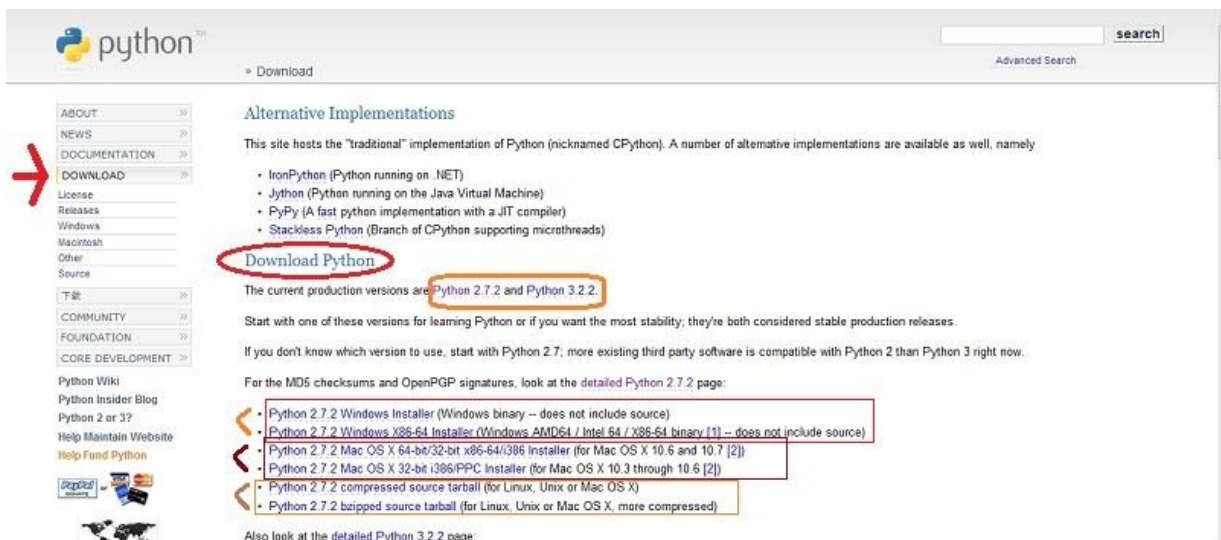 python™
search
Advanced Search
» Download
ABOUT »
NEWS »
DOCUMENTATION »
DOWNLOAD »
License
Releases
Windows
Macintosh
Other
Source
下载 »
COMMUNITY »
FOUNDATION »
CORE DEVELOPMENT »
Python Wiki
Python Insider Blog
Python 2 or 3?
Help Maintain Website
Help Fund Python
PayPal
DONATE
or
Alternative Implementations
This site hosts the "traditional" implementation of Python (nicknamed CPython). A number of alternative implementations are available as well, namely
• IronPython (Python running on .NET)
• Jython (Python running on the Java Virtual Machine)
• PyPy (A fast python implementation with a JIT compiler)
• Stackless Python (Branch of CPython supporting microthreads)
Download Python
The current production versions are Python 2.7.2 and Python 3.2.2.
Start with one of these versions for learning Python or if you want the most stability; they're both considered stable production releases.
If you don't know which version to use, start with Python 2.7; more existing third party software is compatible with Python 2 than Python 3 right now.
For the MD5 checksums and OpenPGP signatures, look at the detailed Python 2.7.2 page:
• Python 2.7.2 Windows Installer (Windows binary -- does not include source)
• Python 2.7.2 Windows X86-64 Installer (Windows AMD64 / Intel 64 / X86-64 binary [1] -- does not include source)
• Python 2.7.2 Mac OS X 64-bit/32-bit x86-64/i386 Installer (for Mac OS X 10.6 and 10.7 [2])
• Python 2.7.2 Mac OS X 32-bit i386/PPC Installer (for Mac OS X 10.3 through 10.6 [2])
• Python 2.7.2 compressed source tarball (for Linux, Unix or Mac OS X)
• Python 2.7.2 bzipped source tarball (for Linux, Unix or Mac OS X, more compressed)
Also look at the detailed Python 3.2.2 page: